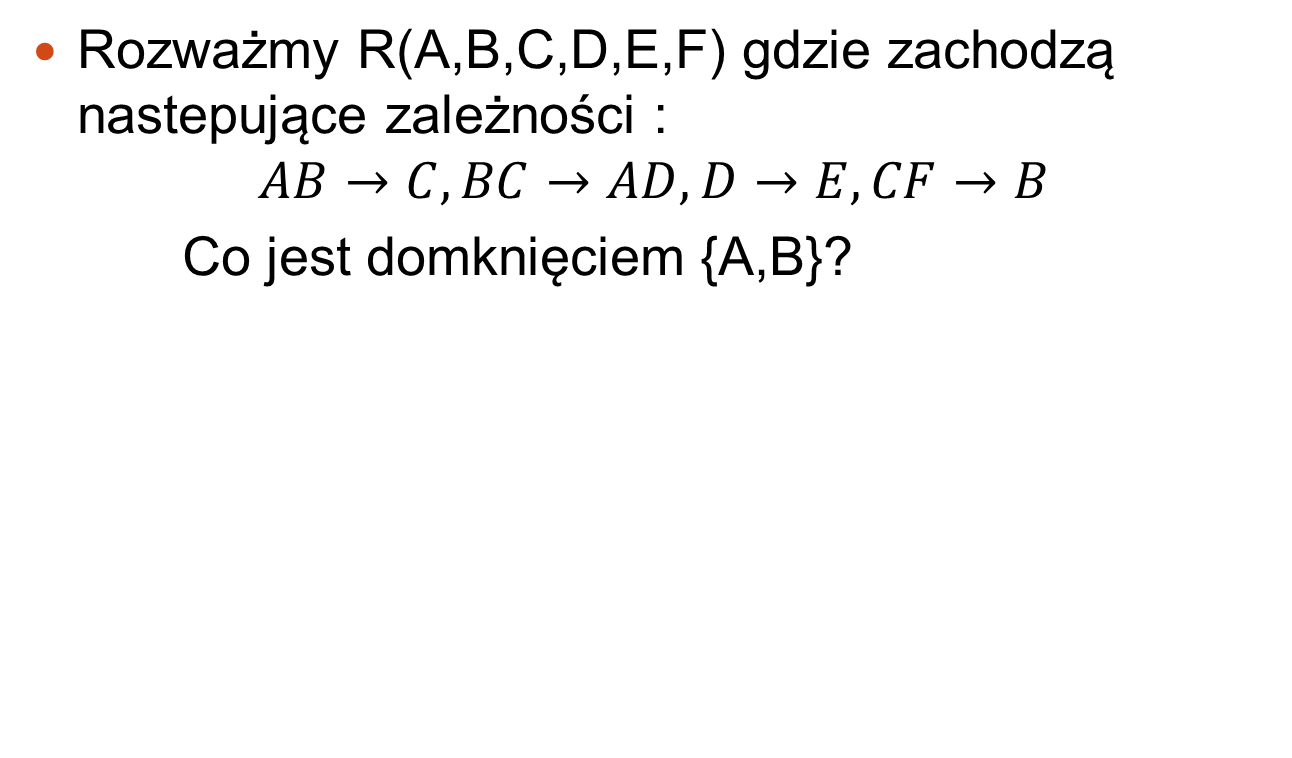 • Rozważmy R(A,B,C,D,E,F) gdzie zachodzą
nastepujące zależności :
AB → C, BC → AD, D → E, CF → B
Co jest domknięciem {A,B}?